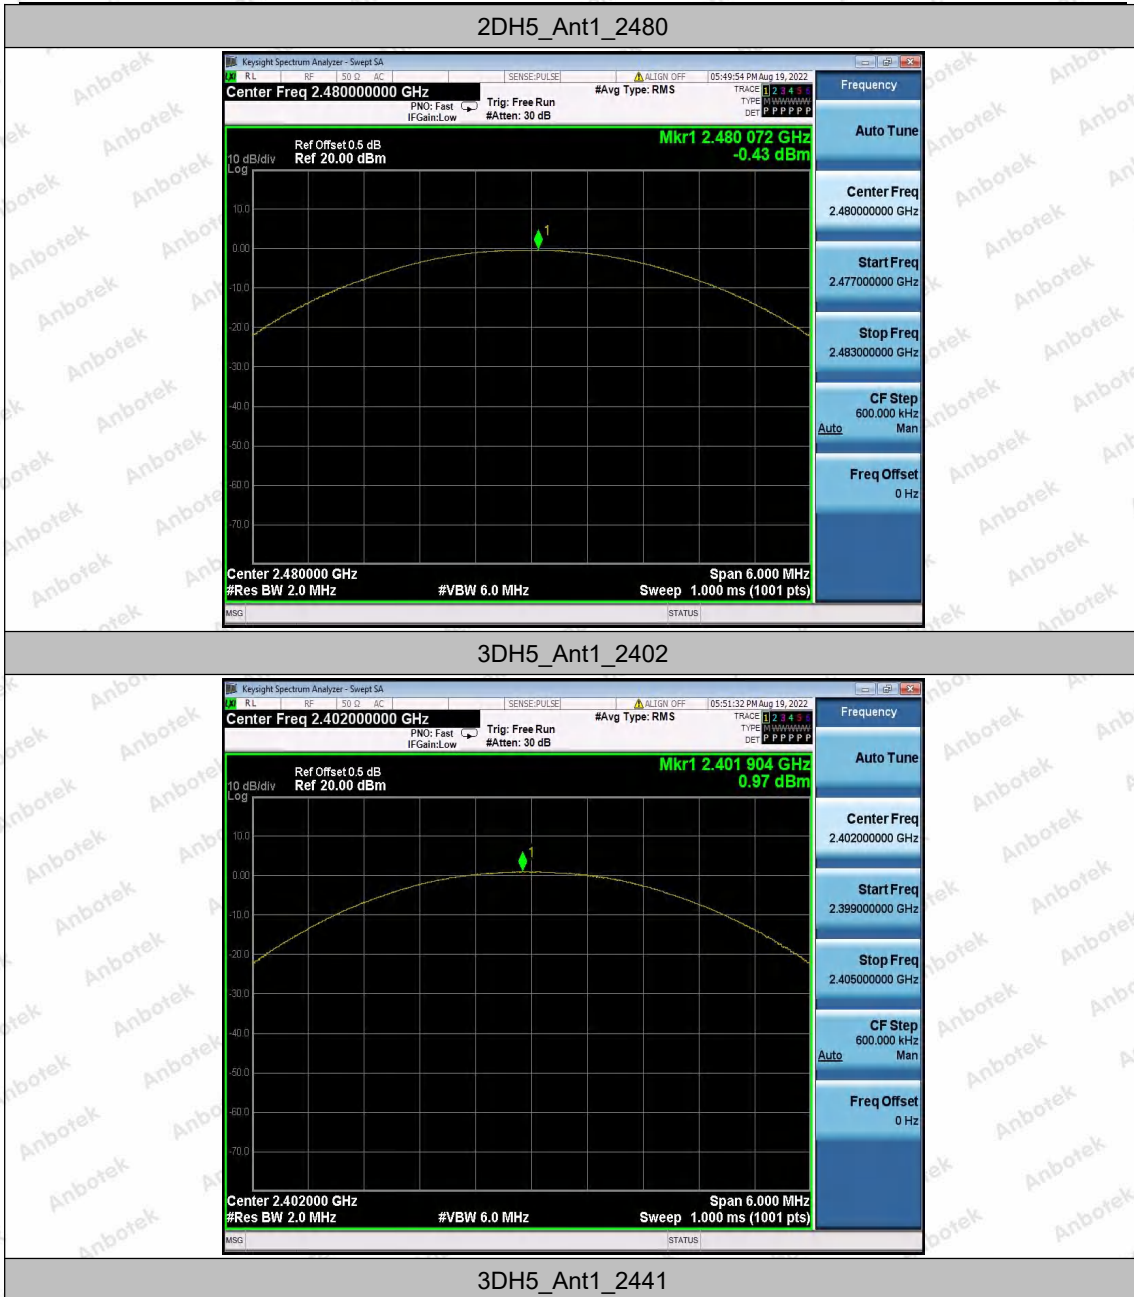 2DH5_Ant1_2480
Keysight Spectrum Analyzer - Swept SA
RL RF 50 Ω AC SENSE:PULSE ALIGN OFF 05:49:54 PM Aug 19, 2022
Center Freq 2.480000000 GHz
PNO: Fast
IFGain:Low
Trig: Free Run
#Atten: 30 dB
#Avg Type: RMS
TRACE 1 2 3 4 5 6
TYPE M WWWWW
DET P P P P P P
Mkr1 2.480 072 GHz
-0.43 dBm
Ref Offset 0.5 dB
10 dB/div Ref 20.00 dBm
Log
1
10.0
0.00
-10.0
-20.0
-30.0
-40.0
-50.0
-60.0
-70.0
Center 2.480000 GHz Span 6.000 MHz
#Res BW 2.0 MHz #VBW 6.0 MHz Sweep 1.000 ms (1001 pts)
MSG STATUS
Frequency
Auto Tune
Center Freq
2.480000000 GHz
Start Freq
2.477000000 GHz
Stop Freq
2.483000000 GHz
CF Step
600.000 kHz
Auto Man
Freq Offset
0 Hz
3DH5_Ant1_2402
Keysight Spectrum Analyzer - Swept SA
RL RF 50 Ω AC SENSE:PULSE ALIGN OFF 05:51:32 PM Aug 19, 2022
Center Freq 2.402000000 GHz
PNO: Fast
IFGain:Low
Trig: Free Run
#Atten: 30 dB
#Avg Type: RMS
TRACE 1 2 3 4 5 6
TYPE M WWWWW
DET P P P P P P
Mkr1 2.401 904 GHz
0.97 dBm
Ref Offset 0.5 dB
10 dB/div Ref 20.00 dBm
Log
1
10.0
0.00
-10.0
-20.0
-30.0
-40.0
-50.0
-60.0
-70.0
Center 2.402000 GHz Span 6.000 MHz
#Res BW 2.0 MHz #VBW 6.0 MHz Sweep 1.000 ms (1001 pts)
MSG STATUS
Frequency
Auto Tune
Center Freq
2.402000000 GHz
Start Freq
2.399000000 GHz
Stop Freq
2.405000000 GHz
CF Step
600.000 kHz
Auto Man
Freq Offset
0 Hz
3DH5_Ant1_2441
Anbotek